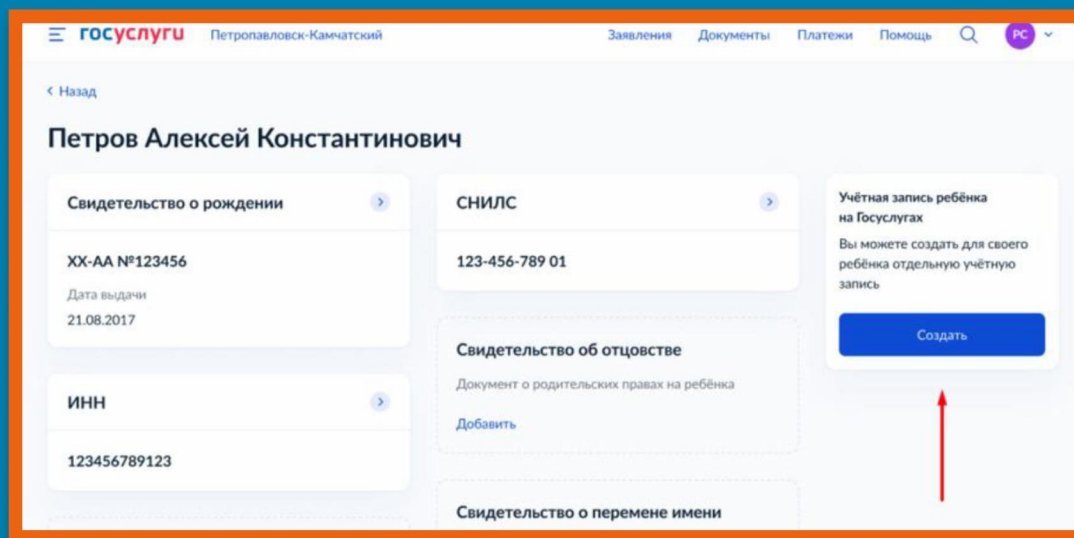 госуслуги Петропавловск-Камчатский Заявления Документы Платежи Помощь РС
Назад
Петров Алексей Константинович
Свидетельство о рождении
XX-АА №123456
Дата выдачи
21.08.2017
ИНН
123456789123
СНИЛС
123-456-789 01
Свидетельство об отцовстве
Документ о родительских правах на ребёнка
Добавить
Свидетельство о перемене имени
Учётная запись ребёнка
на Госуслугах
Вы можете создать для своего
ребёнка отдельную учётную
запись
Создать